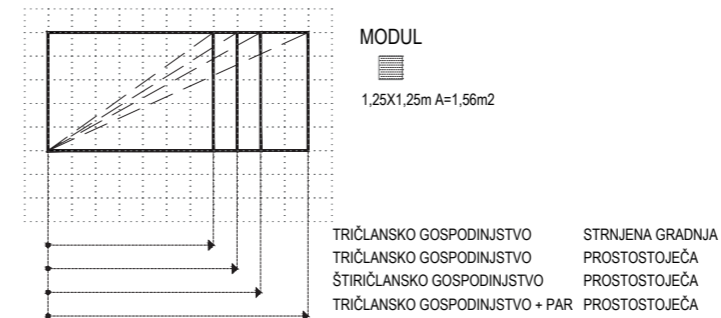 MODUL
1,25X1,25m A=1,56m2
TRIČLANSKO GOSPODINJSTVO STRNJENA GRADNJA
TRIČLANSKO GOSPODINJSTVO PROSTOSTOJEČA
ŠTIRIČLANSKO GOSPODINJSTVO PROSTOSTOJEČA
TRIČLANSKO GOSPODINJSTVO + PAR PROSTOSTOJEČA